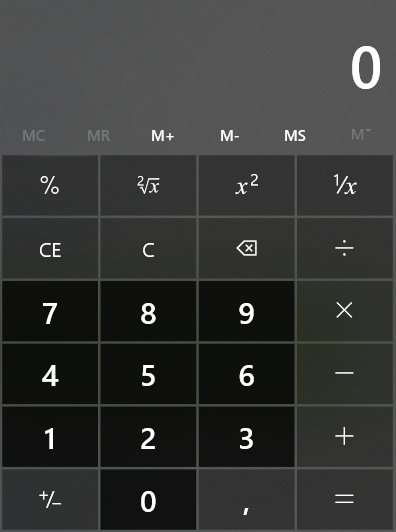 0
MC MR M+ M- MS M˅
% ²√x x² ¹/x
CE C ⌫ ÷
7 8 9 ×
4 5 6 −
1 2 3 +
+/− 0 , =